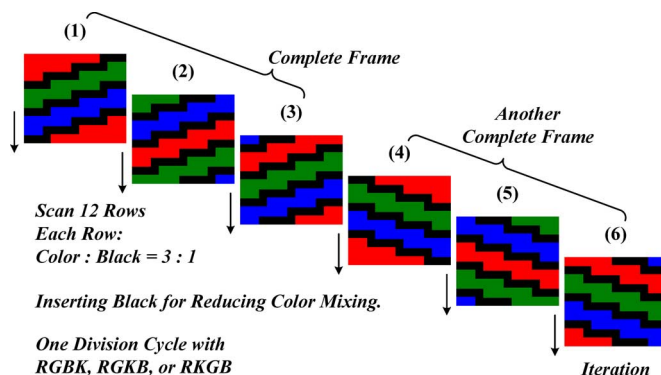 (1)
Complete Frame
(2)
(3)
Another
Complete Frame
(4)
(5)
(6)
Scan 12 Rows
Each Row:
Color : Black = 3 : 1
Inserting Black for Reducing Color Mixing.
One Division Cycle with
RGBK, RGKB, or RKGB
Iteration